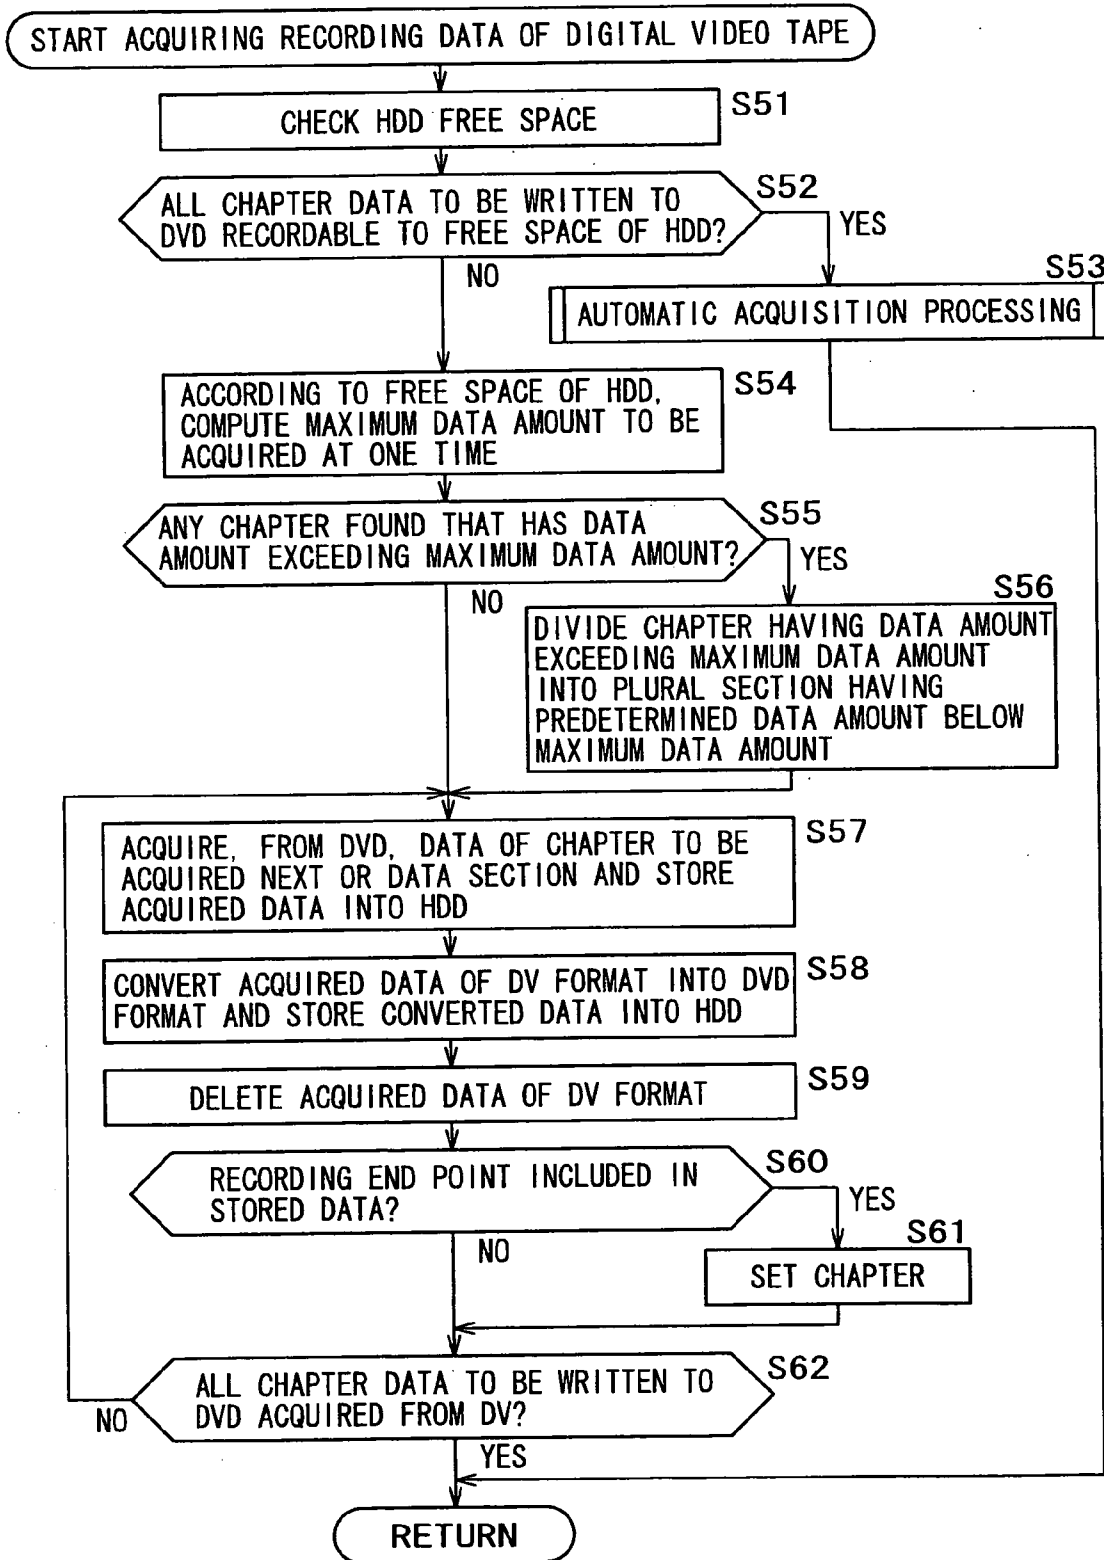 START ACQUIRING RECORDING DATA OF DIGITAL VIDEO TAPE
S51
CHECK HDD FREE SPACE
S52
ALL CHAPTER DATA TO BE WRITTEN TO
DVD RECORDABLE TO FREE SPACE OF HDD?
YES
NO
S53
AUTOMATIC ACQUISITION PROCESSING
S54
ACCORDING TO FREE SPACE OF HDD,
COMPUTE MAXIMUM DATA AMOUNT TO BE
ACQUIRED AT ONE TIME
S55
ANY CHAPTER FOUND THAT HAS DATA
AMOUNT EXCEEDING MAXIMUM DATA AMOUNT?
YES
NO
S56
DIVIDE CHAPTER HAVING DATA AMOUNT
EXCEEDING MAXIMUM DATA AMOUNT
INTO PLURAL SECTION HAVING
PREDETERMINED DATA AMOUNT BELOW
MAXIMUM DATA AMOUNT
S57
ACQUIRE, FROM DVD, DATA OF CHAPTER TO BE
ACQUIRED NEXT OR DATA SECTION AND STORE
ACQUIRED DATA INTO HDD
S58
CONVERT ACQUIRED DATA OF DV FORMAT INTO DVD
FORMAT AND STORE CONVERTED DATA INTO HDD
S59
DELETE ACQUIRED DATA OF DV FORMAT
S60
RECORDING END POINT INCLUDED IN
STORED DATA?
YES
NO
S61
SET CHAPTER
S62
ALL CHAPTER DATA TO BE WRITTEN TO
DVD ACQUIRED FROM DV?
NO
YES
RETURN